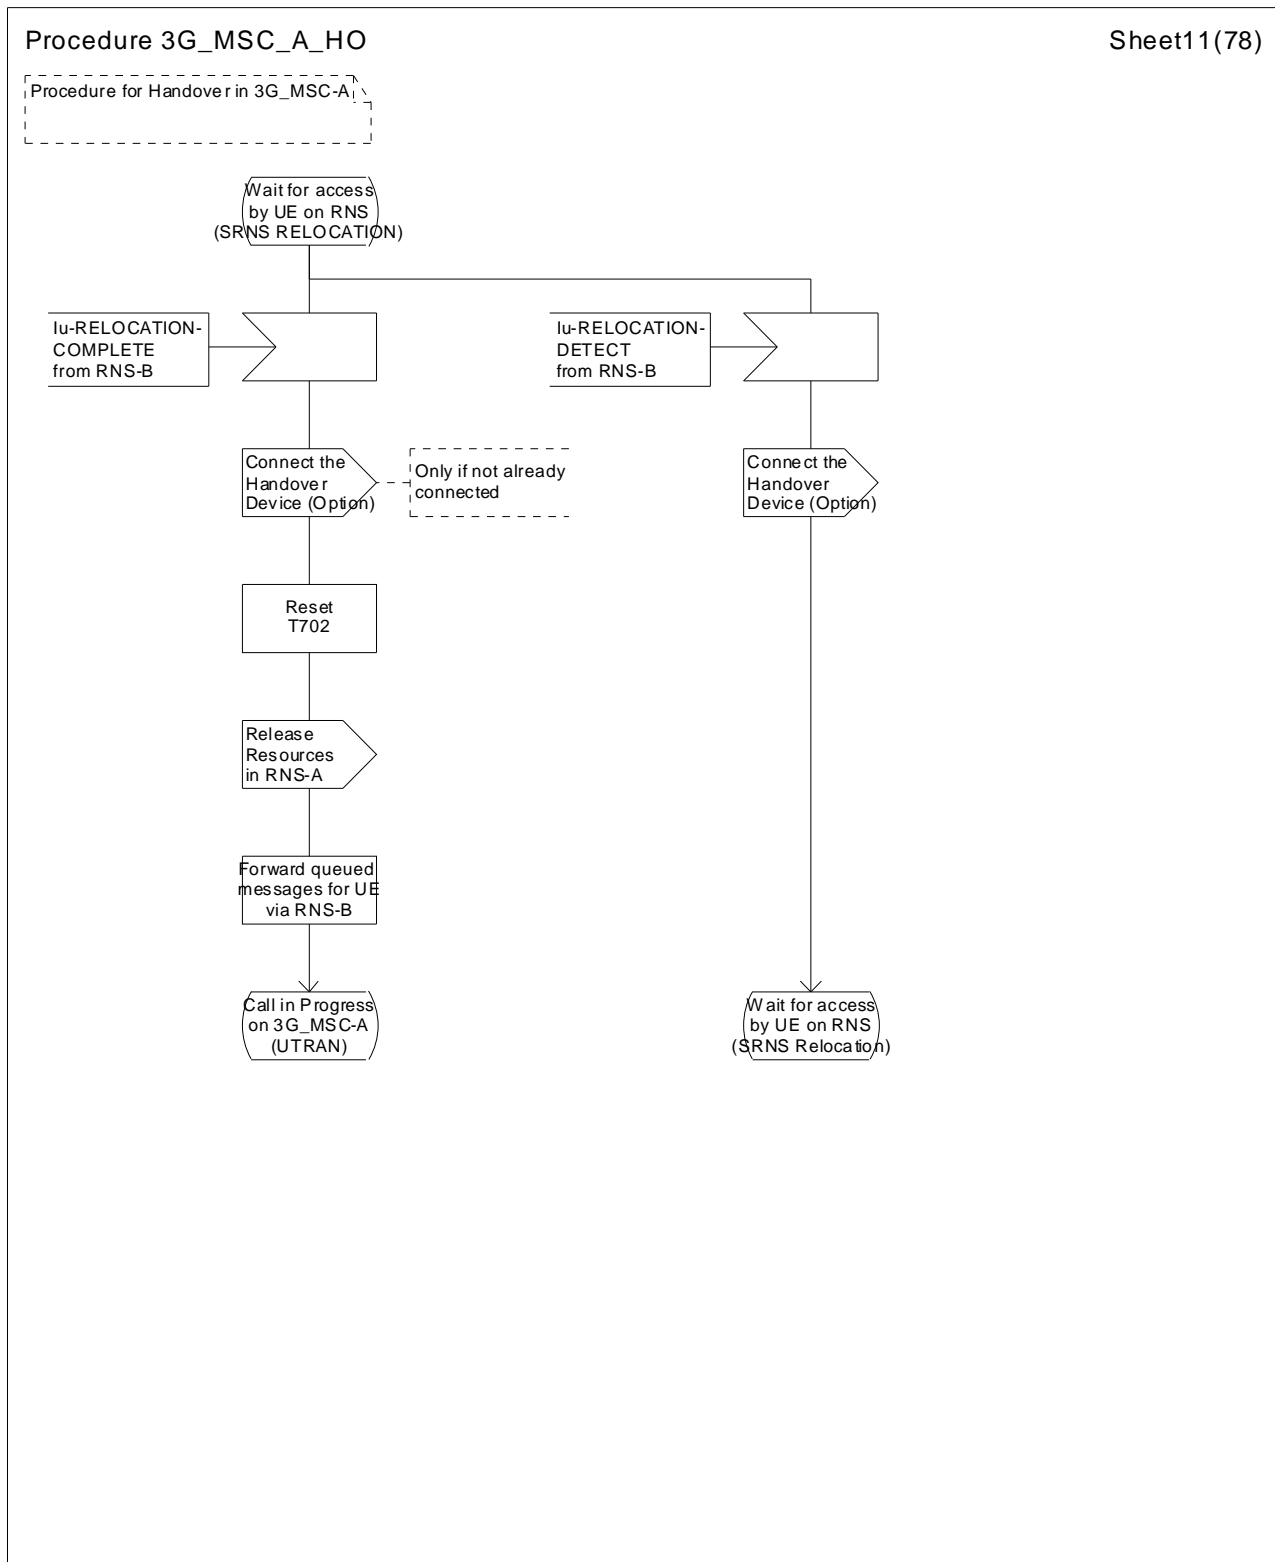 Procedure 3G_MSC_A_HO
Sheet11(78)
Procedure for Handover in 3G_MSC-A
Wait for access
by UE on RNS
(SRNS RELOCATION)
Iu-RELOCATION-
COMPLETE
from RNS-B
Iu-RELOCATION-
DETECT
from RNS-B
Connect the
Handover
Device (Option)
Only if not already
connected
Connect the
Handover
Device (Option)
Reset
T702
Release
Resources
in RNS-A
Forward queued
messages for UE
via RNS-B
Call in Progress
on 3G_MSC-A
(UTRAN)
Wait for access
by UE on RNS
(SRNS Relocation)